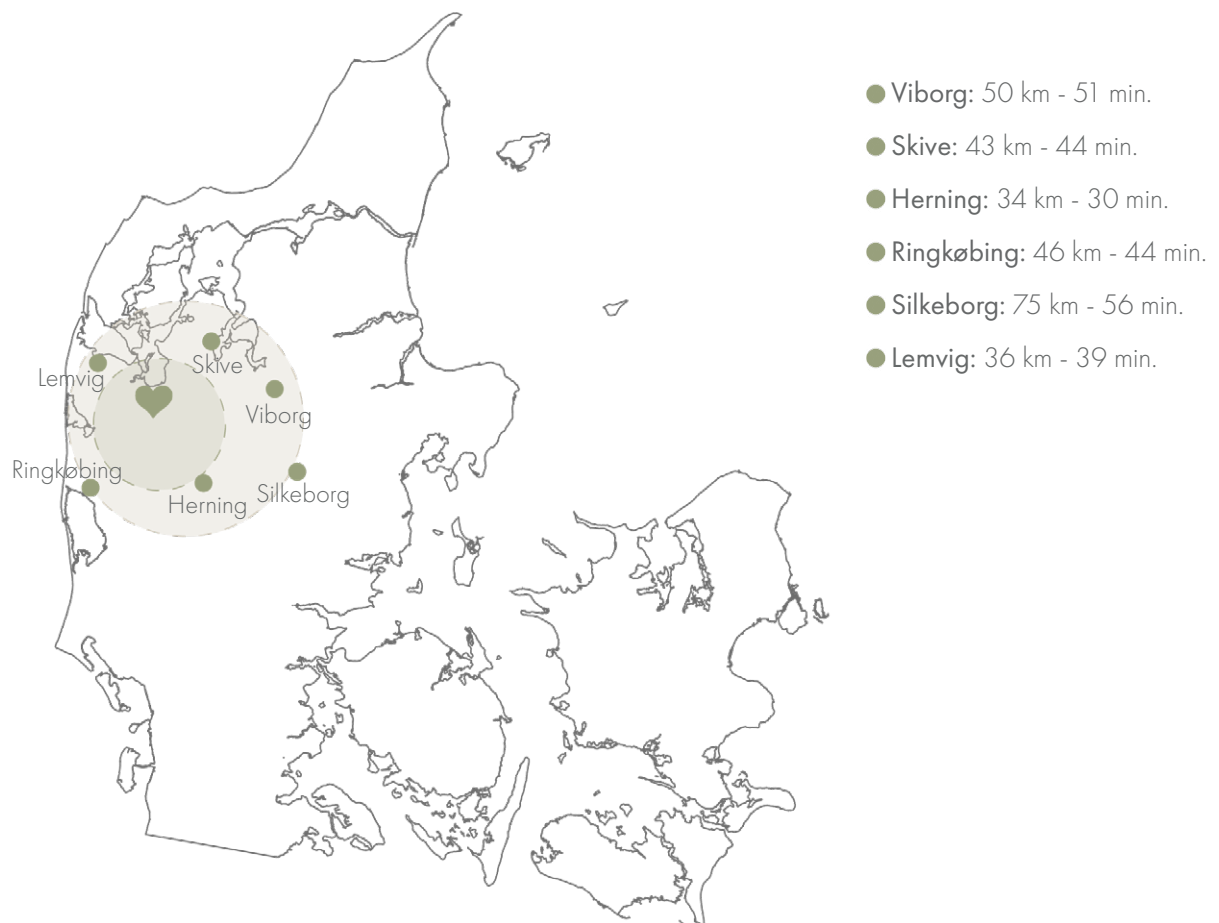 Viborg: 50 km - 51 min.
Skive: 43 km - 44 min.
Herning: 34 km - 30 min.
Ringkøbing: 46 km - 44 min.
Silkeborg: 75 km - 56 min.
Lemvig: 36 km - 39 min.
Skive
Lemvig
Viborg
Ringkøbing
Herning
Silkeborg